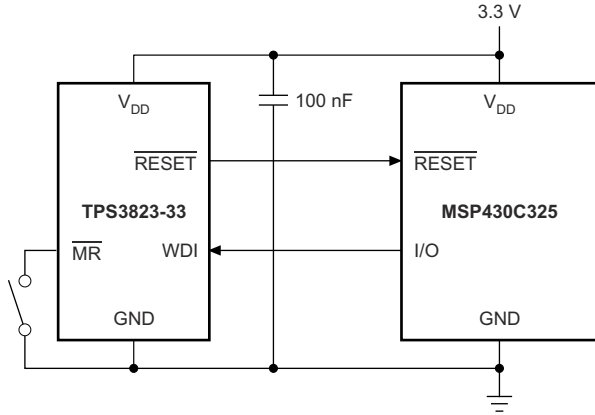 3.3 V
V_DD
100 nF
V_DD
RESET
RESET
TPS3823-33
MSP430C325
MR
WDI
I/O
GND
GND